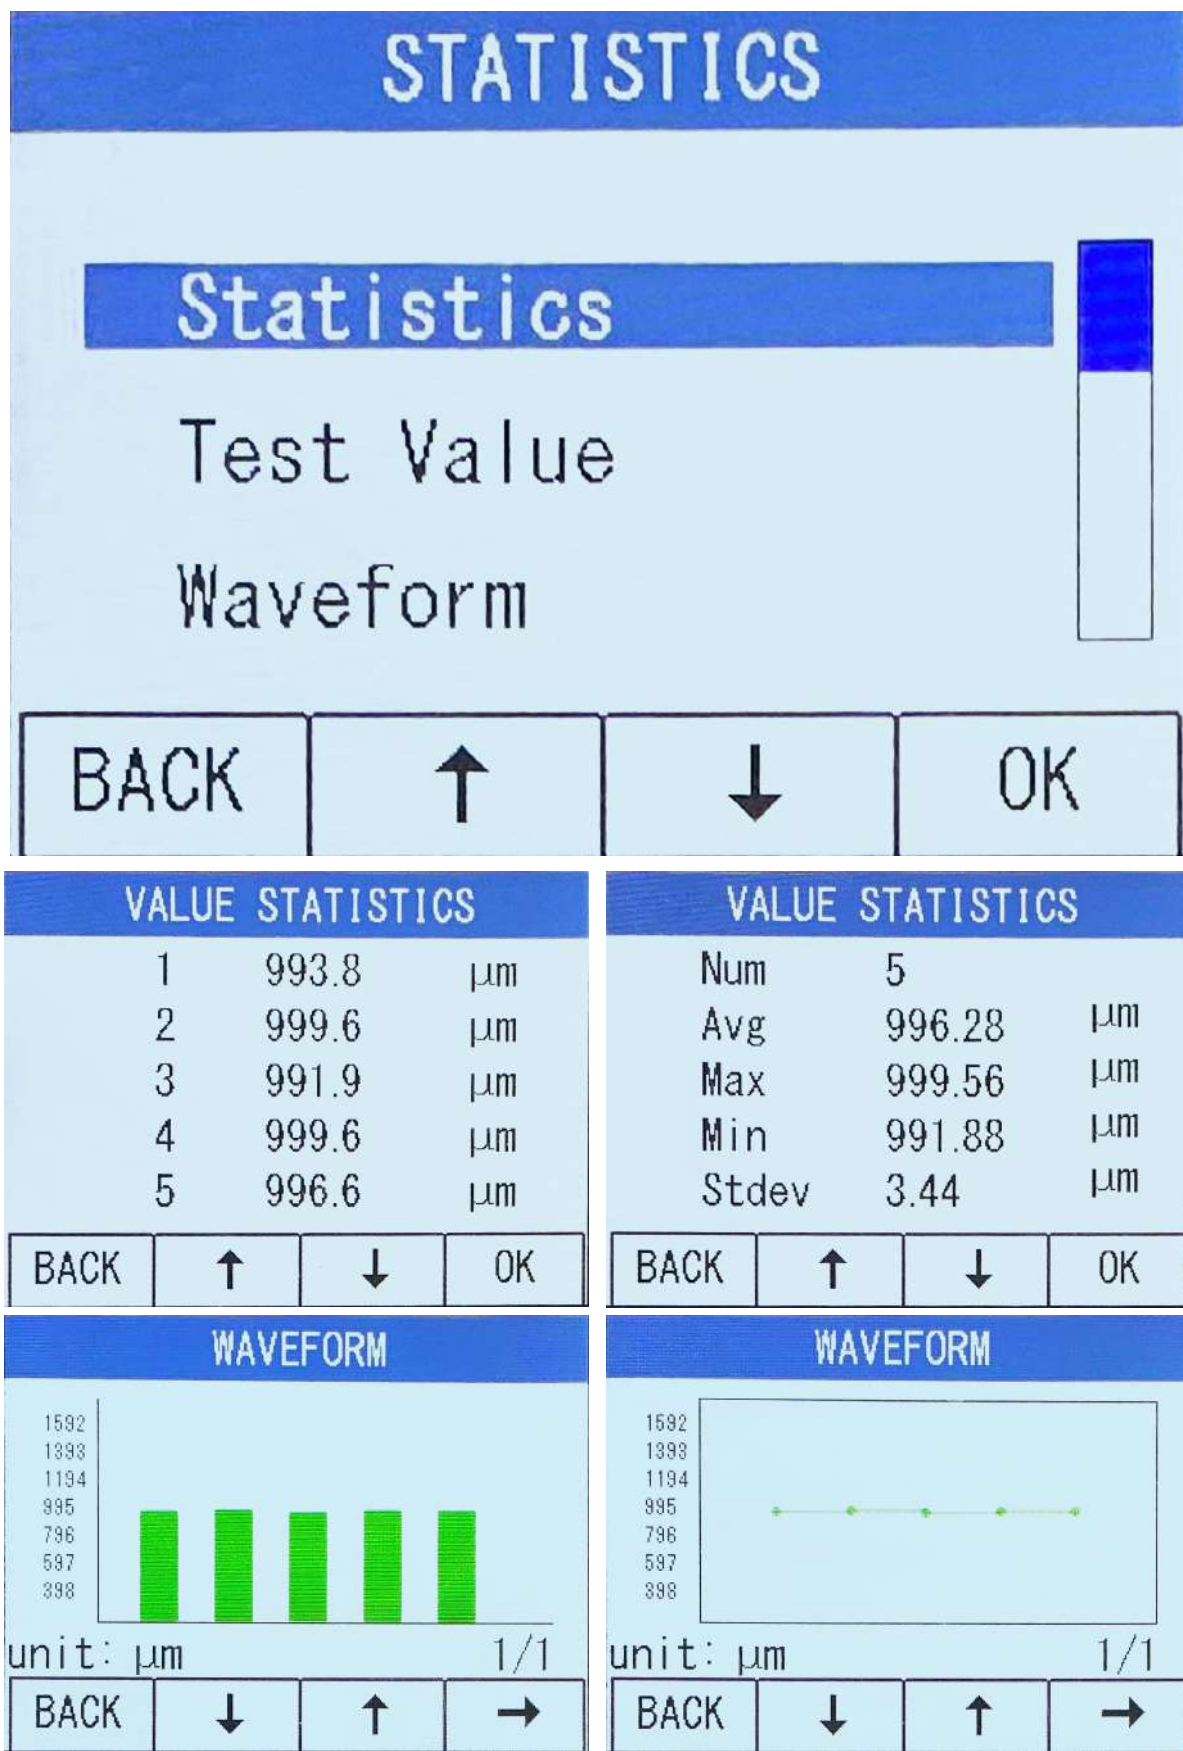 STATISTICS
Statistics
Test Value
Waveform
BACK ↑ ↓ OK
VALUE STATISTICS
1 993.8 μm
2 999.6 μm
3 991.9 μm
4 999.6 μm
5 996.6 μm
BACK ↑ ↓ OK
VALUE STATISTICS
Num 5
Avg 996.28 μm
Max 999.56 μm
Min 991.88 μm
Stdev 3.44 μm
BACK ↑ ↓ OK
WAVEFORM
1592
1393
1194
995
796
597
398
unit: μm 1/1
BACK ↓ ↑ →
WAVEFORM
1592
1393
1194
995
796
597
398
unit: μm 1/1
BACK ↓ ↑ →